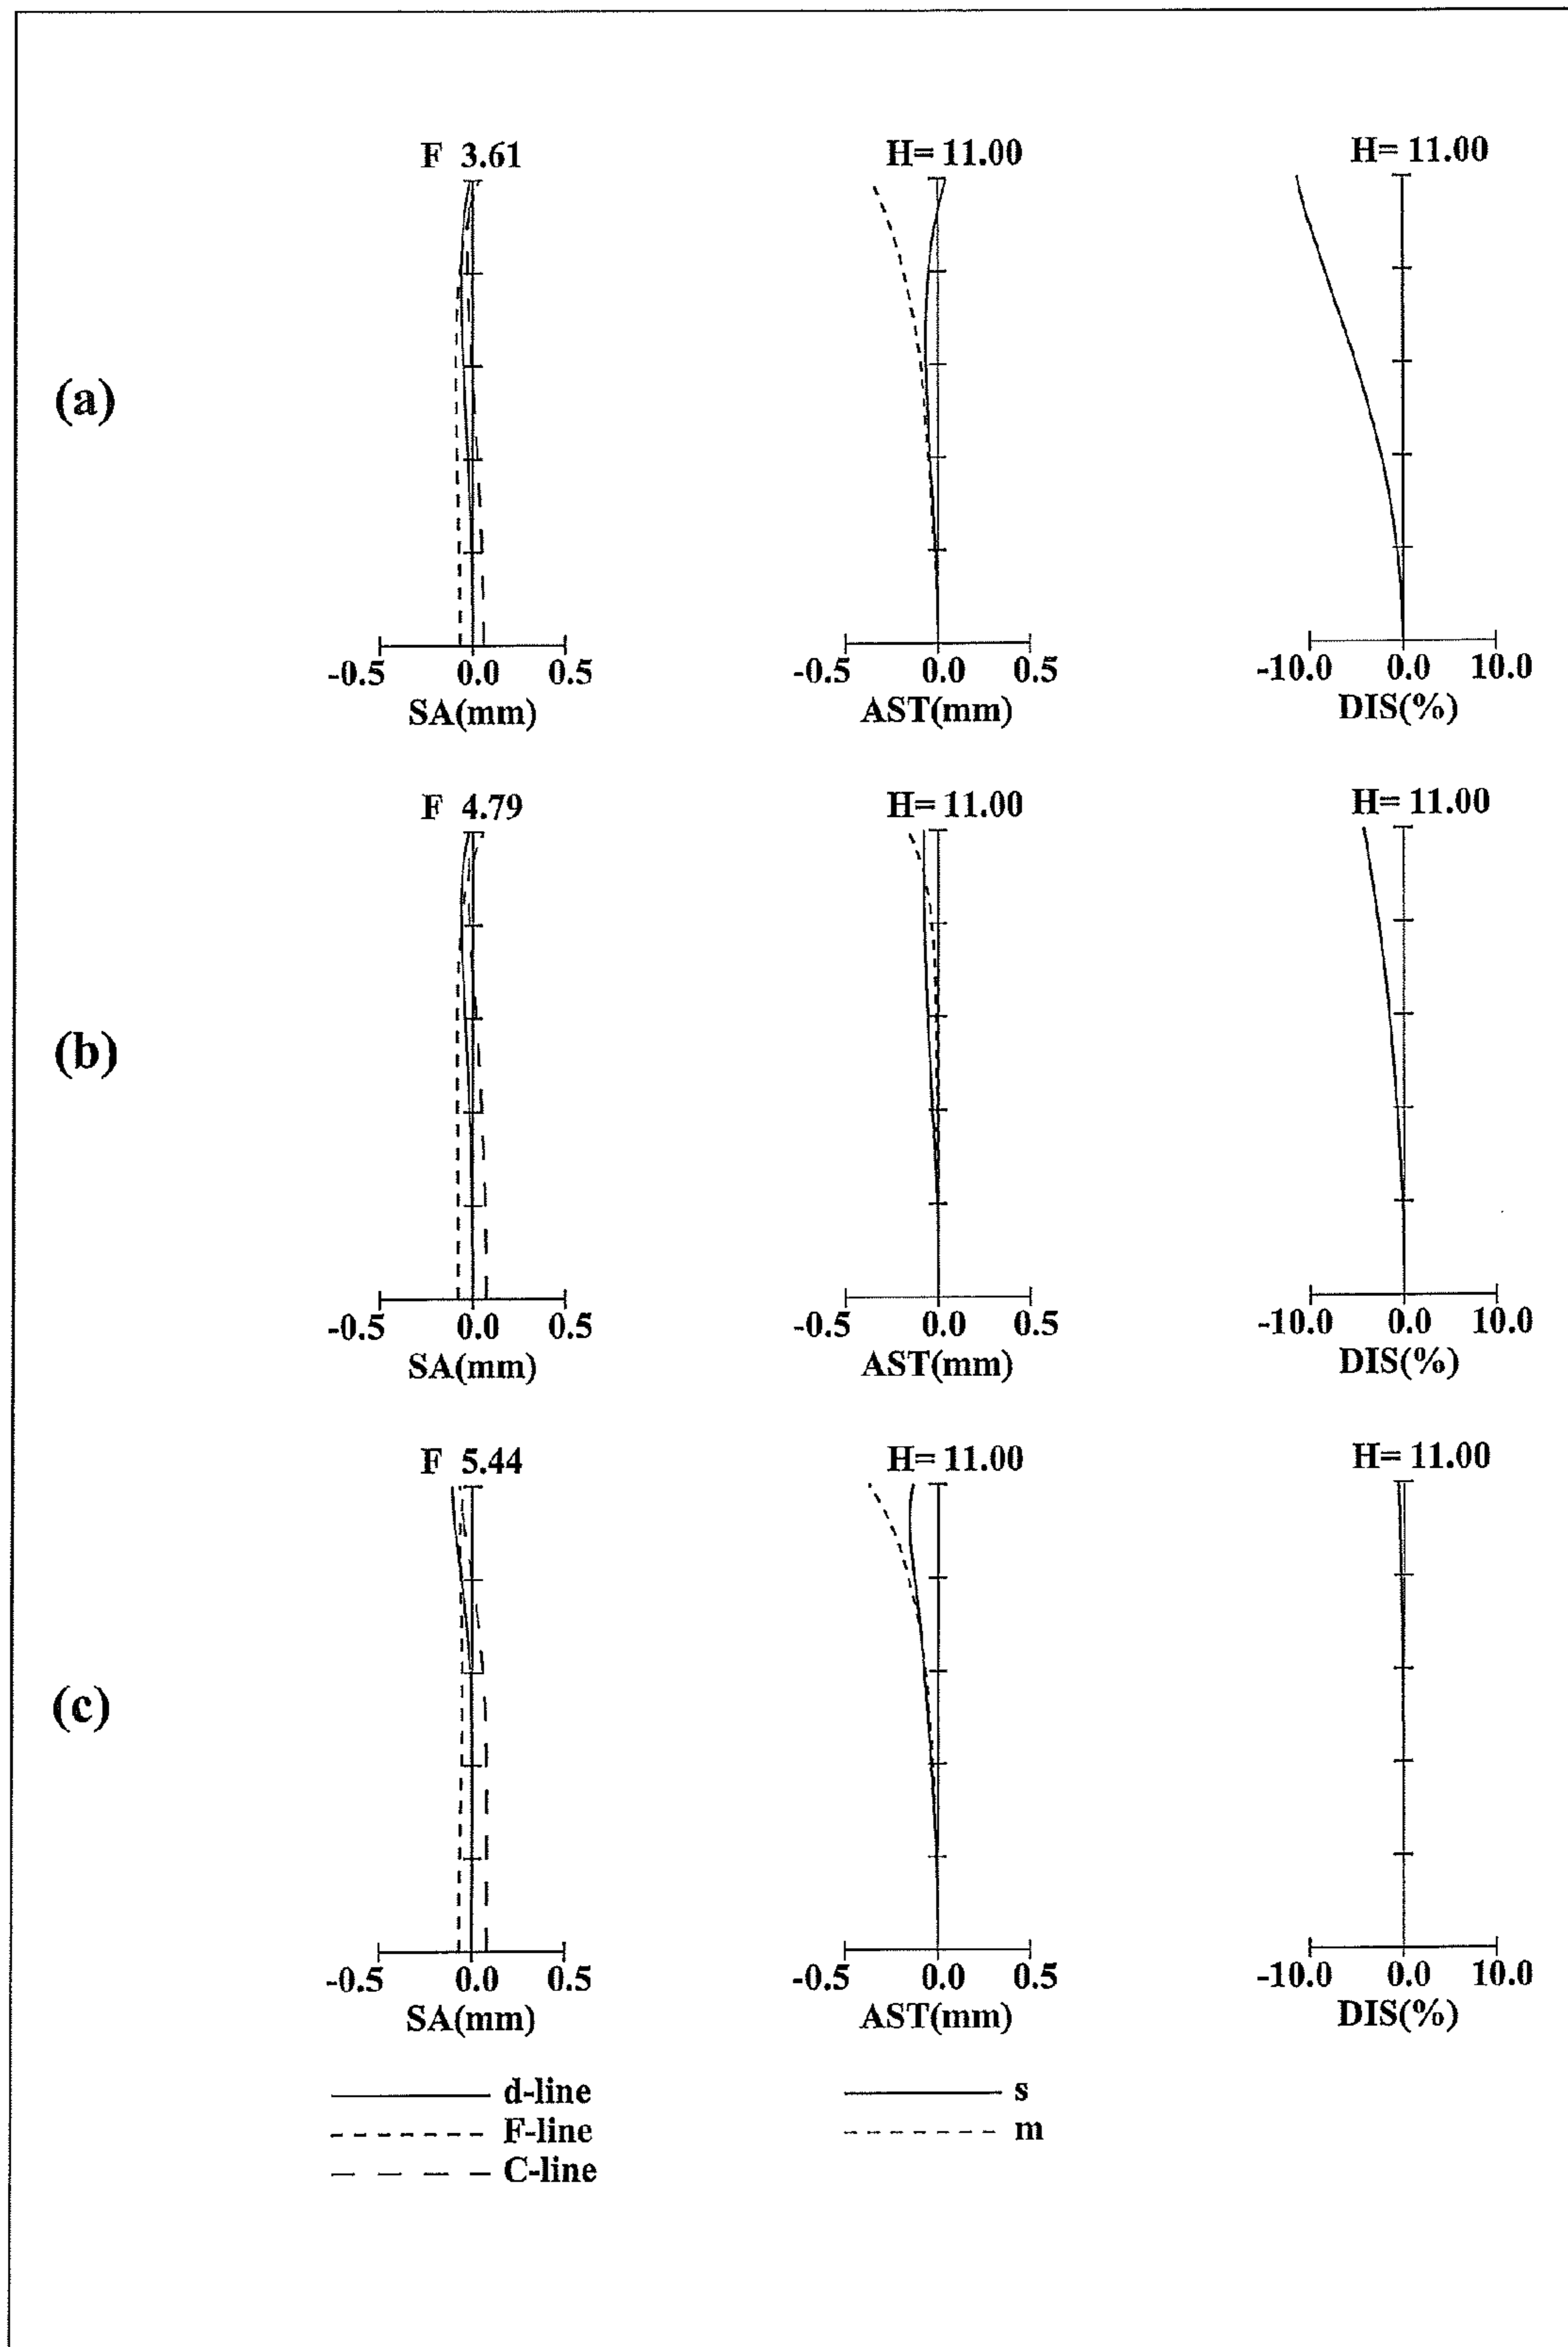 F 3.61 H= 11.00 H= 11.00
(a)
-0.5 0.0 0.5 -0.5 0.0 0.5 -10.0 0.0 10.0
SA(mm) AST(mm) DIS(%)
F 4.79 H= 11.00 H= 11.00
(b)
-0.5 0.0 0.5 -0.5 0.0 0.5 -10.0 0.0 10.0
SA(mm) AST(mm) DIS(%)
F 5.44 H= 11.00 H= 11.00
(c)
-0.5 0.0 0.5 -0.5 0.0 0.5 -10.0 0.0 10.0
SA(mm) AST(mm) DIS(%)
d-line s
F-line m
C-line